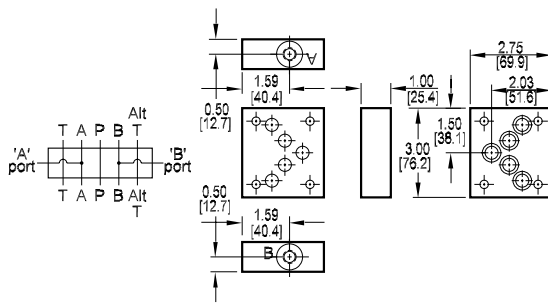 Alt
T A P B T
'A' port
'B' port
T A P B Alt
T
A
1.59
[40.4]
0.50
[12.7]
0.50
[12.7]
1.59
[40.4]
B
1.00
[25.4]
3.00
[76.2]
2.75
[69.9]
2.03
[51.6]
1.50
[38.1]